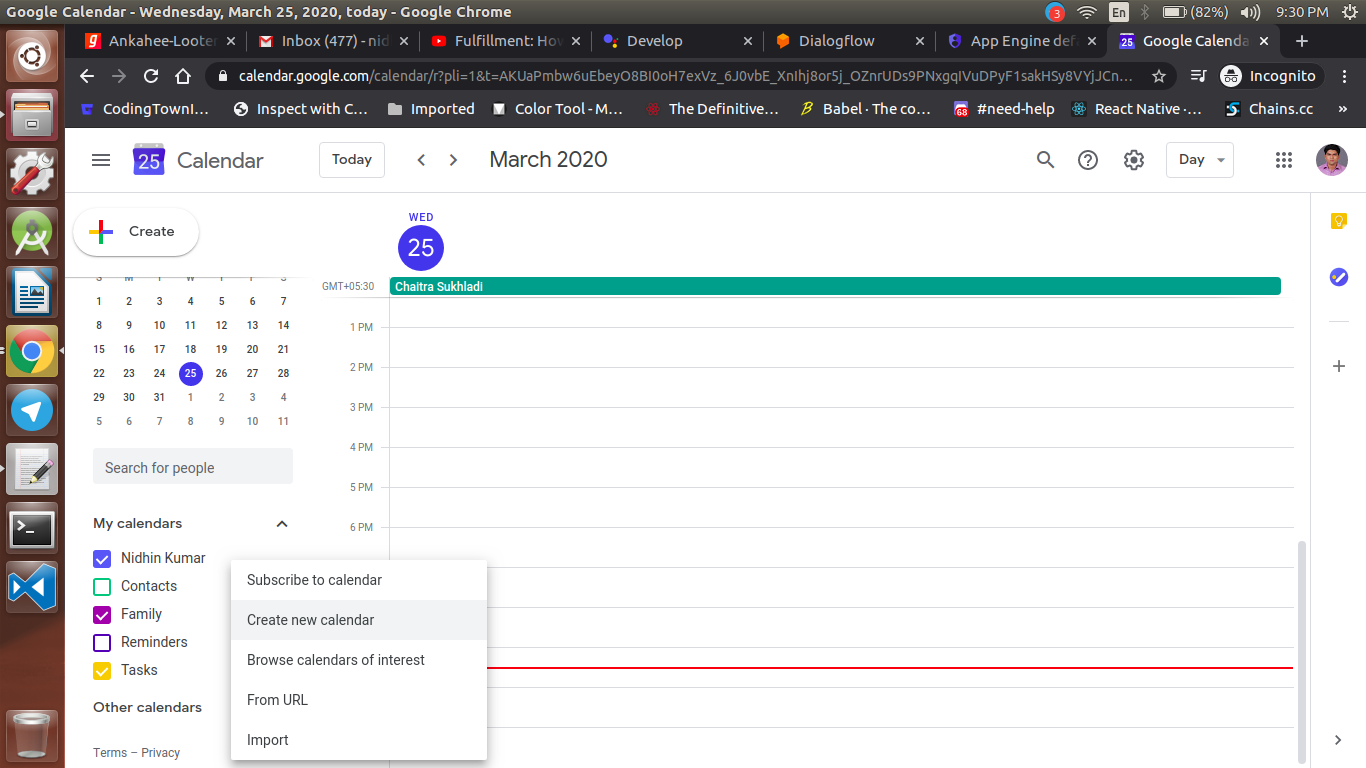 Google Calendar - Wednesday, March 25, 2020, today - Google Chrome
3 En (82%) 9:30 PM
Ankahee-Looter Inbox (477) - nid Fulfillment: How Develop Dialogflow App Engine def Google Calenda
calendar.google.com/calendar/r?pli=1&t=AKUaPmbw6uEbeyO8BI0oH7exVz_6J0vbE_XnIhj8or5j_OZnrUDs9PNxgqIVuDPyF1sakHSy8VYjJCn... Incognito
CodingTownI... Inspect with C... Imported Color Tool - M... The Definitive... Babel · The co... 68 #need-help React Native ·... Chains.cc »
25 Calendar Today March 2020 Day
Create
WED
25
S M T W T F S
GMT+05:30 Chaitra Sukhladi
1 2 3 4 5 6 7
8 9 10 11 12 13 14
15 16 17 18 19 20 21
22 23 24 25 26 27 28
29 30 31 1 2 3 4
5 6 7 8 9 10 11
1 PM
2 PM
3 PM
4 PM
5 PM
6 PM
Search for people
My calendars
Nidhin Kumar
Contacts
Family
Reminders
Tasks
Other calendars
Terms – Privacy
Subscribe to calendar
Create new calendar
Browse calendars of interest
From URL
Import